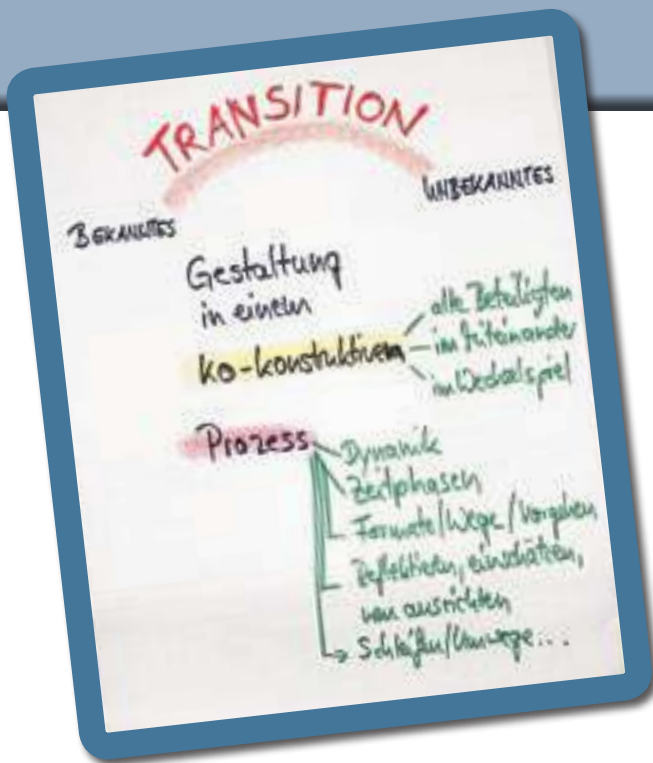 TRANSITION
BEKANNTES
UNBEKANNTES
Gestaltung
in einem
ko-konstruktiven
alle Beteiligten
im Miteinander
im Wechselspiel
Prozess
Dynamik
Zeitphasen
Formate/Wege/Vorgehen
Reflektieren, einschätzen,
neu ausrichten
Schleifen/Umwege...